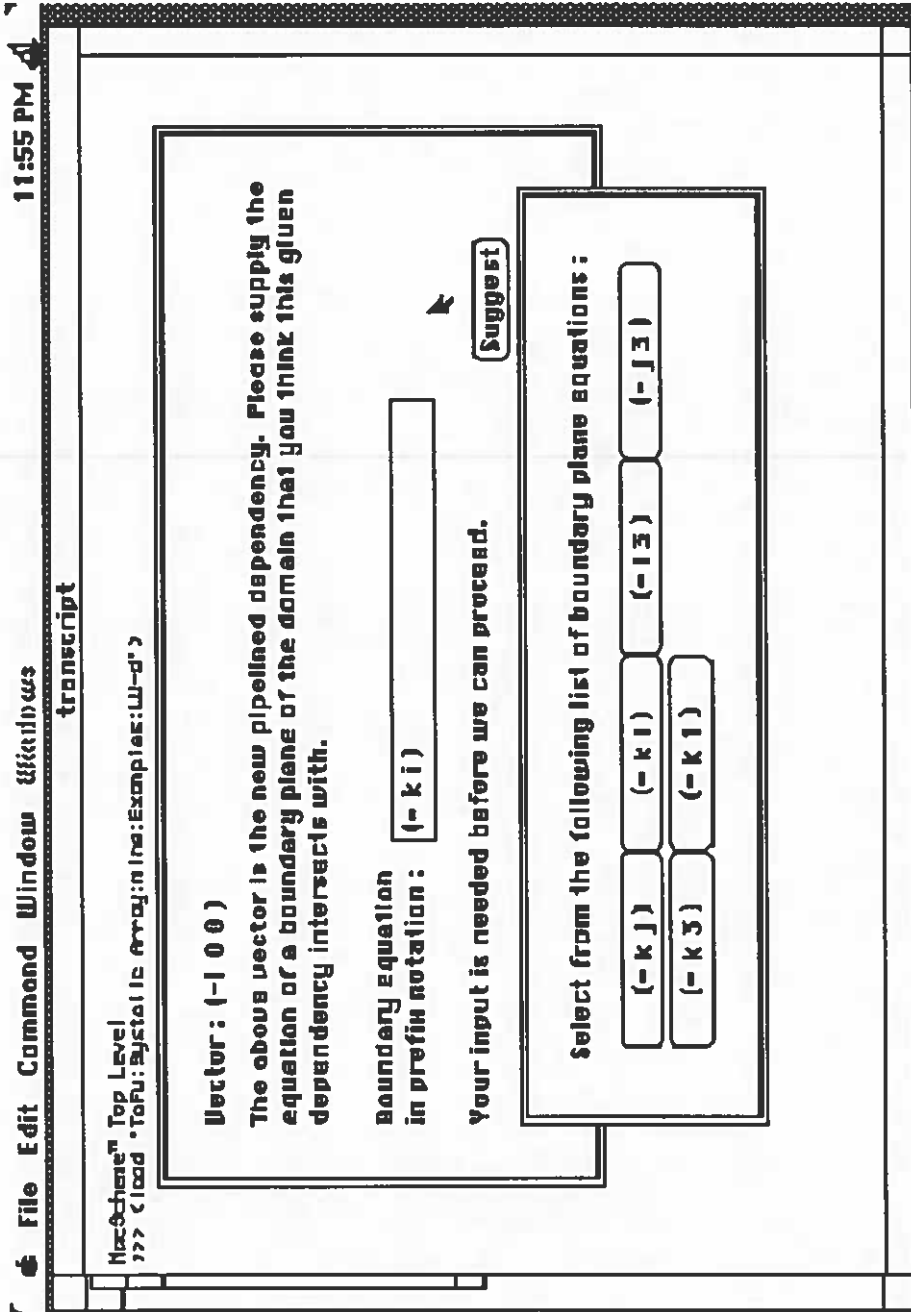 File Edit Command Window Windows 11:55 PM
transcript
MacScheme™ Top Level
>>> (load "ToFu:Systolic Array:nine:Examples:W-d")
Vector: (-1 0 0)
The above vector is the new pipelined dependency. Please supply the
equation of a boundary plane of the domain that you think this given
dependency intersects with.
Boundary equation
in prefix notation:
(- k i)
Your input is needed before we can proceed.
Suggest
Select from the following list of boundary plane equations:
(- k j) (- k i) (- i 3) (- j 3)
(- k 3) (- k 1)